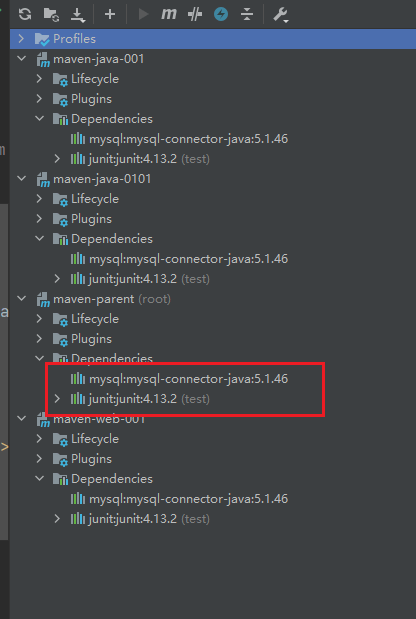 Profiles
maven-java-001
Lifecycle
Plugins
Dependencies
mysql:mysql-connector-java:5.1.46
junit:junit:4.13.2 (test)
maven-java-0101
Lifecycle
Plugins
Dependencies
mysql:mysql-connector-java:5.1.46
junit:junit:4.13.2 (test)
maven-parent (root)
Lifecycle
Plugins
Dependencies
mysql:mysql-connector-java:5.1.46
junit:junit:4.13.2 (test)
maven-web-001
Lifecycle
Plugins
Dependencies
mysql:mysql-connector-java:5.1.46
junit:junit:4.13.2 (test)